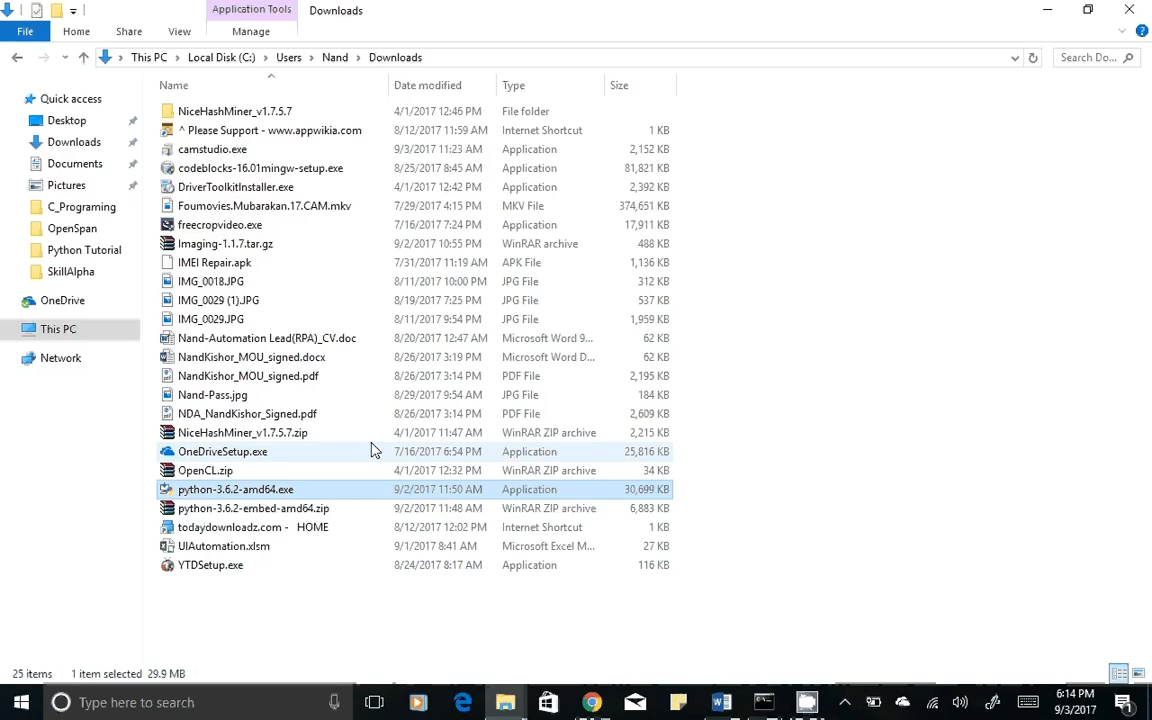 Application Tools Downloads
File Home Share View Manage
This PC Local Disk (C:) Users Nand Downloads Search Do...
Name Date modified Type Size
Quick access
Desktop
Downloads
Documents
Pictures
C_Programing
OpenSpan
Python Tutorial
SkillAlpha
OneDrive
This PC
Network
NiceHashMiner_v1.7.5.7 4/1/2017 12:46 PM File folder
^ Please Support - www.appwikia.com 8/12/2017 11:59 AM Internet Shortcut 1 KB
camstudio.exe 9/3/2017 11:23 AM Application 2,152 KB
codeblocks-16.01mingw-setup.exe 8/25/2017 8:45 AM Application 81,821 KB
DriverToolkitInstaller.exe 4/1/2017 12:42 PM Application 2,392 KB
Foumovies.Mubarakan.17.CAM.mkv 7/29/2017 4:15 PM MKV File 374,651 KB
freecropvideo.exe 7/16/2017 7:24 PM Application 17,911 KB
Imaging-1.1.7.tar.gz 9/2/2017 10:55 PM WinRAR archive 488 KB
IMEI Repair.apk 7/31/2017 11:19 AM APK File 1,136 KB
IMG_0018.JPG 8/11/2017 10:00 PM JPG File 312 KB
IMG_0029 (1).JPG 8/19/2017 7:25 PM JPG File 537 KB
IMG_0029.JPG 8/11/2017 9:54 PM JPG File 1,959 KB
Nand-Automation Lead(RPA)_CV.doc 8/20/2017 12:47 AM Microsoft Word 9... 62 KB
NandKishor_MOU_signed.docx 8/26/2017 3:19 PM Microsoft Word D... 62 KB
NandKishor_MOU_signed.pdf 8/26/2017 3:14 PM PDF File 2,195 KB
Nand-Pass.jpg 8/29/2017 9:54 AM JPG File 184 KB
NDA_NandKishor_Signed.pdf 8/26/2017 3:14 PM PDF File 2,609 KB
NiceHashMiner_v1.7.5.7.zip 4/1/2017 11:47 AM WinRAR ZIP archive 2,215 KB
OneDriveSetup.exe 7/16/2017 6:54 PM Application 25,816 KB
OpenCL.zip 4/1/2017 12:32 PM WinRAR ZIP archive 34 KB
python-3.6.2-amd64.exe 9/2/2017 11:50 AM Application 30,699 KB
python-3.6.2-embed-amd64.zip 9/2/2017 11:48 AM WinRAR ZIP archive 6,883 KB
todaydownloadz.com - HOME 8/12/2017 12:02 PM Internet Shortcut 1 KB
UIAutomation.xlsm 9/1/2017 8:41 AM Microsoft Excel M... 27 KB
YTDSetup.exe 8/24/2017 8:17 AM Application 116 KB
25 items 1 item selected 29.9 MB
Type here to search 6:14 PM
9/3/2017 1